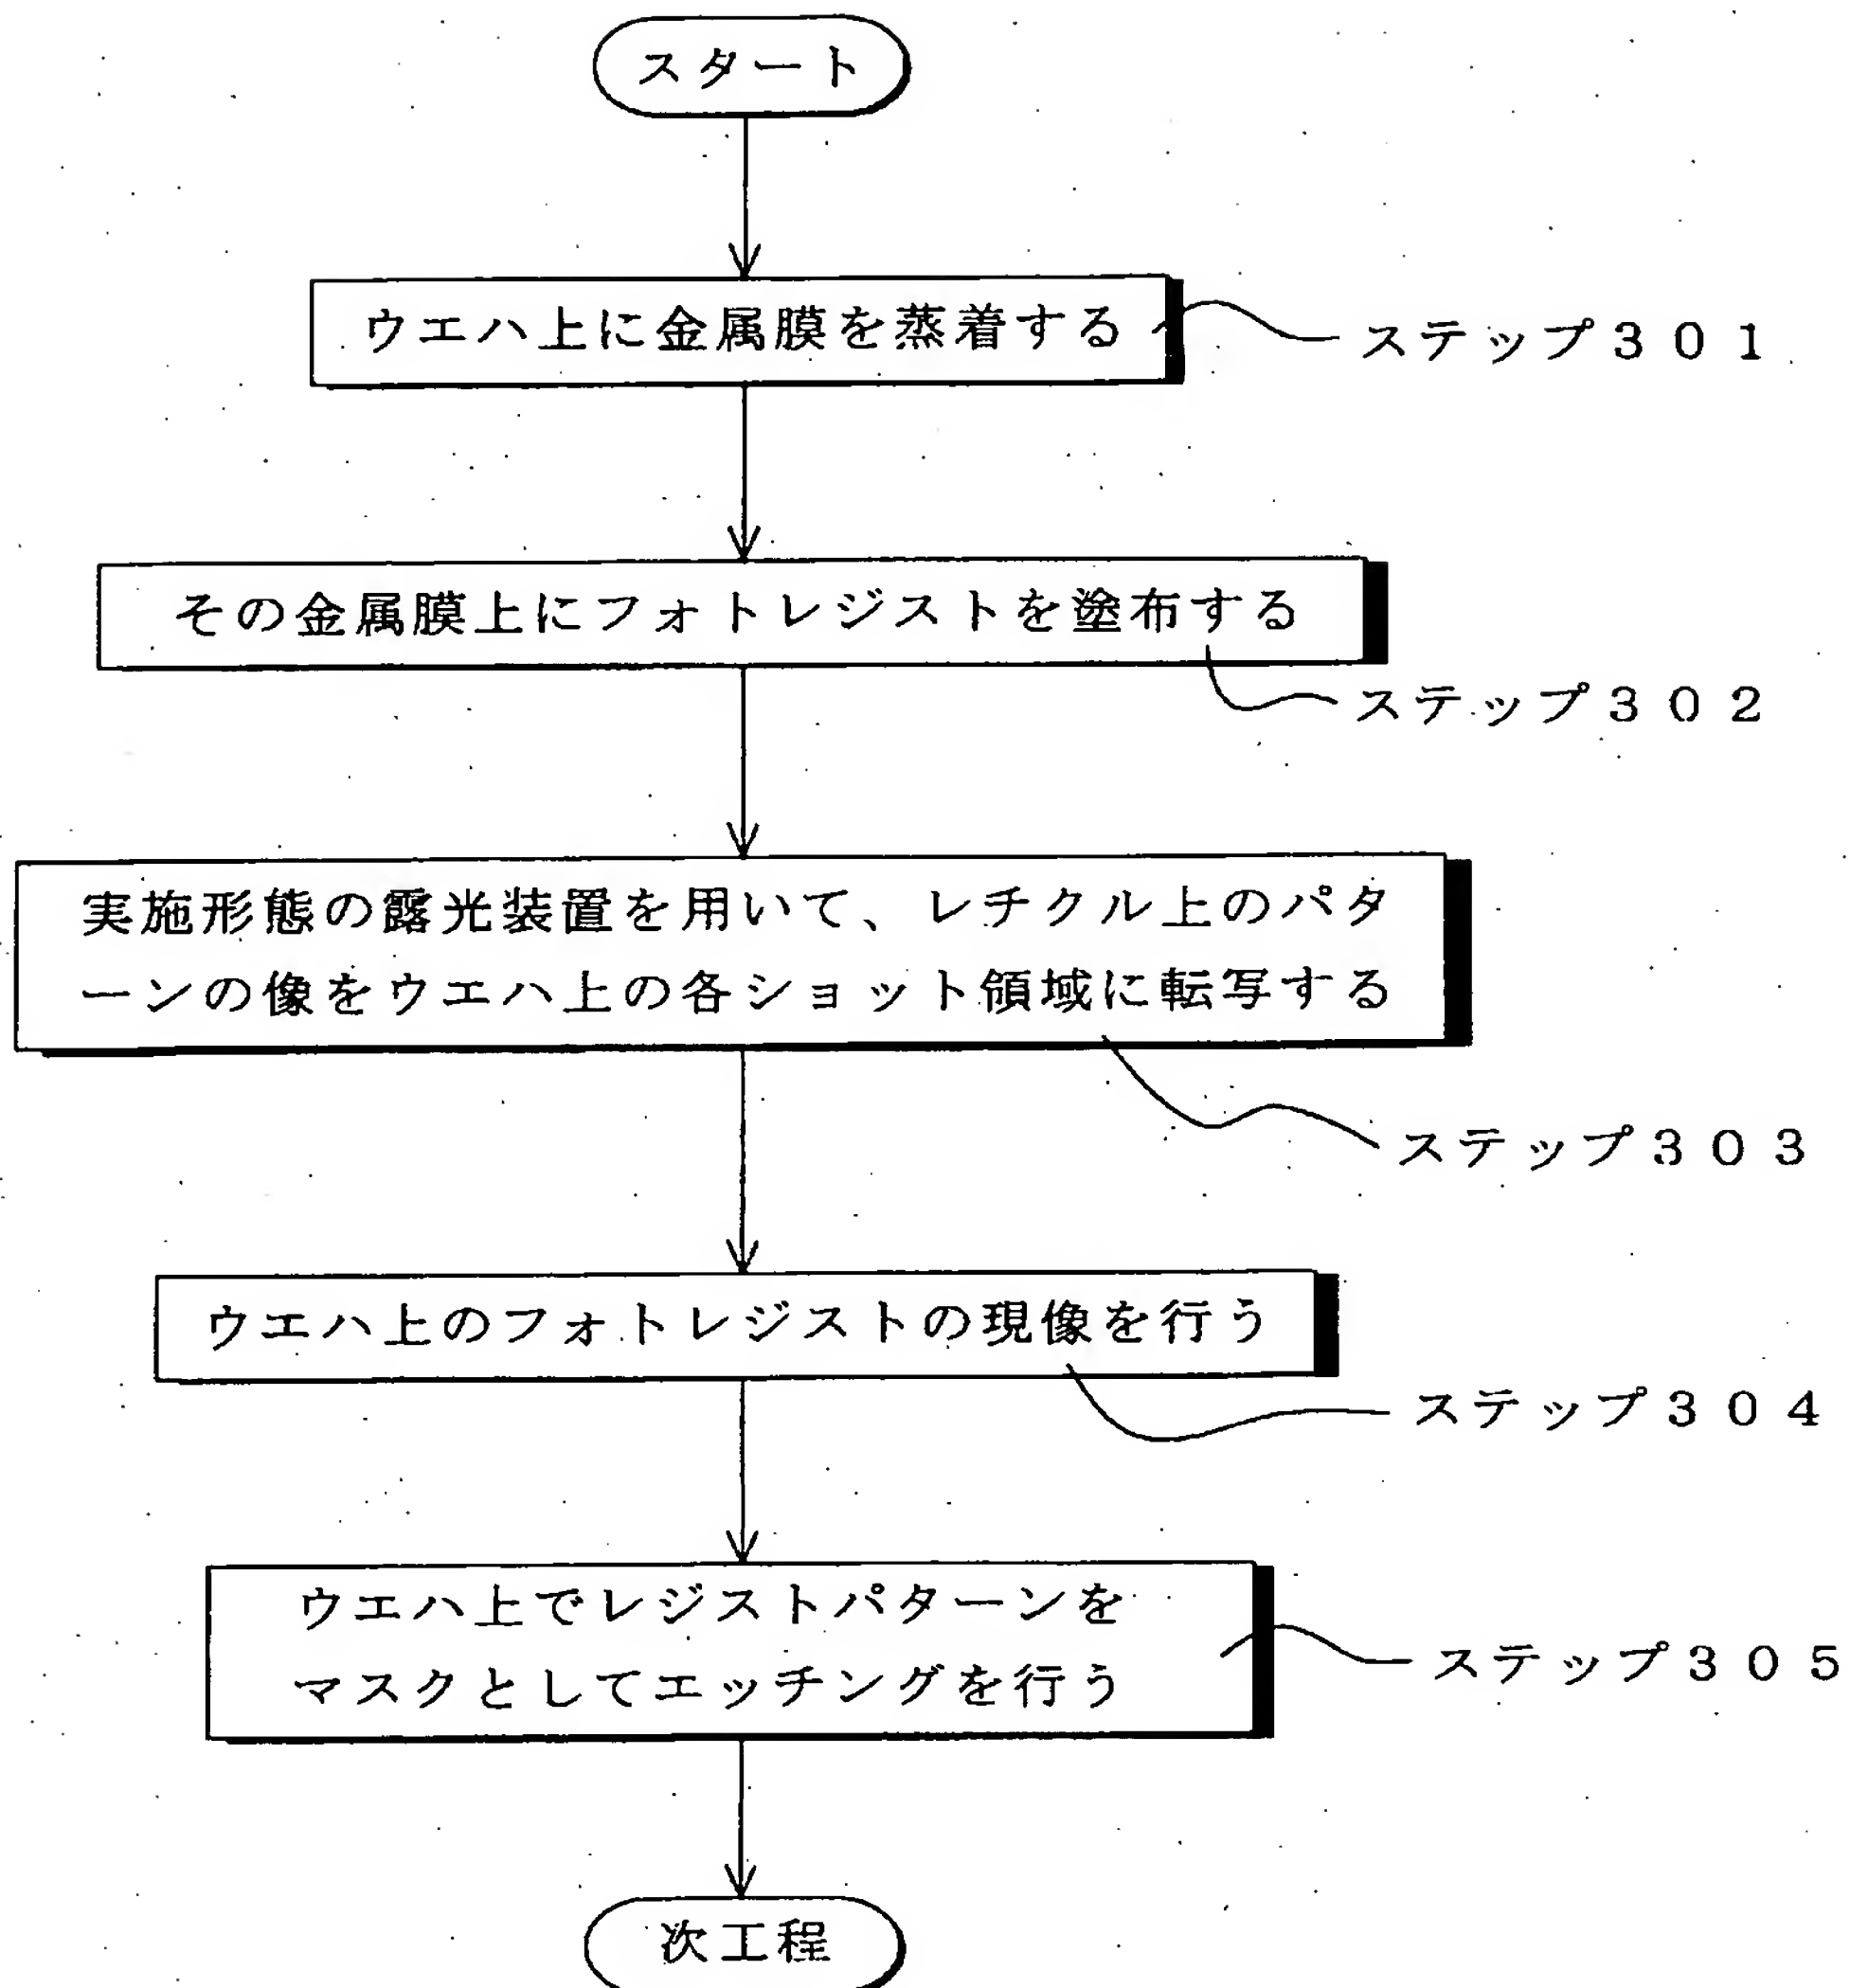 スタート
ウエハ上に金属膜を蒸着する
ステップ３０１
その金属膜上にフォトレジストを塗布する
ステップ３０２
実施形態の露光装置を用いて、レチクル上のパタ
ーンの像をウエハ上の各ショット領域に転写する
ステップ３０３
ウエハ上のフォトレジストの現像を行う
ステップ３０４
ウエハ上でレジストパターンを
マスクとしてエッチングを行う
ステップ３０５
次工程